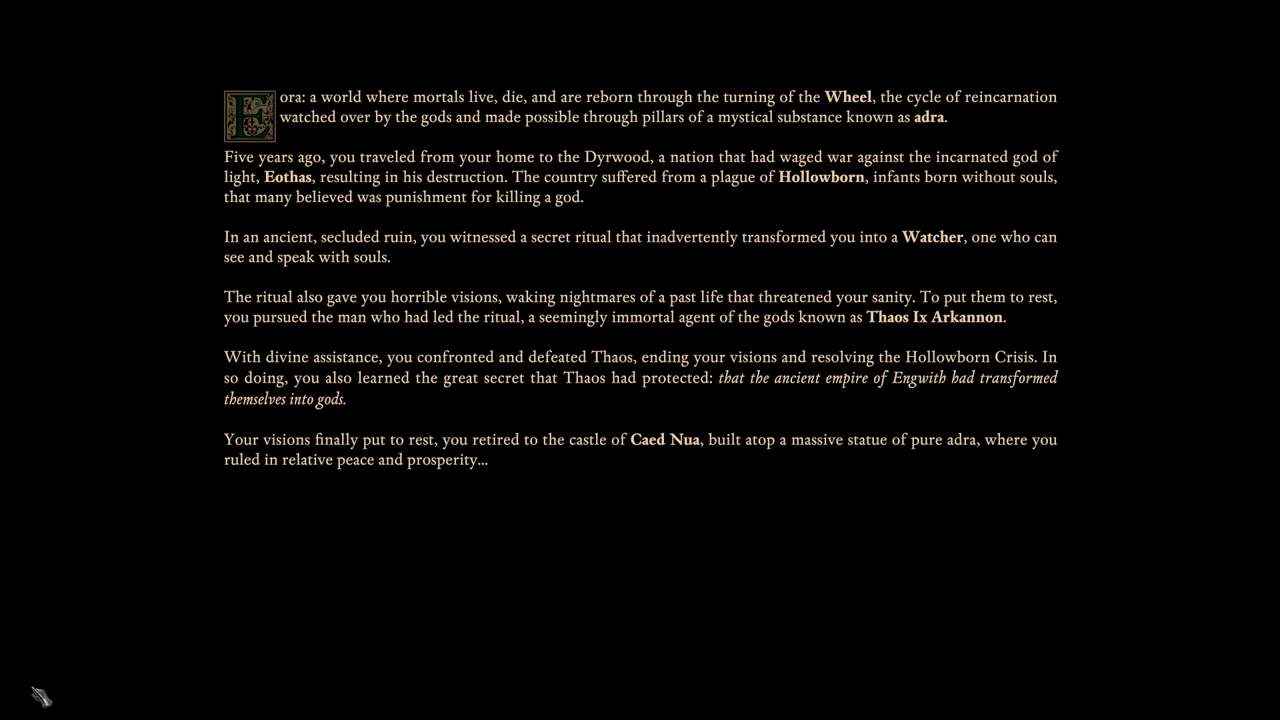 Eora: a world where mortals live, die, and are reborn through the turning of the Wheel, the cycle of reincarnation
watched over by the gods and made possible through pillars of a mystical substance known as adra.
Five years ago, you traveled from your home to the Dyrwood, a nation that had waged war against the incarnated god of
light, Eothas, resulting in his destruction. The country suffered from a plague of Hollowborn, infants born without souls,
that many believed was punishment for killing a god.
In an ancient, secluded ruin, you witnessed a secret ritual that inadvertently transformed you into a Watcher, one who can
see and speak with souls.
The ritual also gave you horrible visions, waking nightmares of a past life that threatened your sanity. To put them to rest,
you pursued the man who had led the ritual, a seemingly immortal agent of the gods known as Thaos Ix Arkannon.
With divine assistance, you confronted and defeated Thaos, ending your visions and resolving the Hollowborn Crisis. In
so doing, you also learned the great secret that Thaos had protected: that the ancient empire of Engwith had transformed
themselves into gods.
Your visions finally put to rest, you retired to the castle of Caed Nua, built atop a massive statue of pure adra, where you
ruled in relative peace and prosperity...